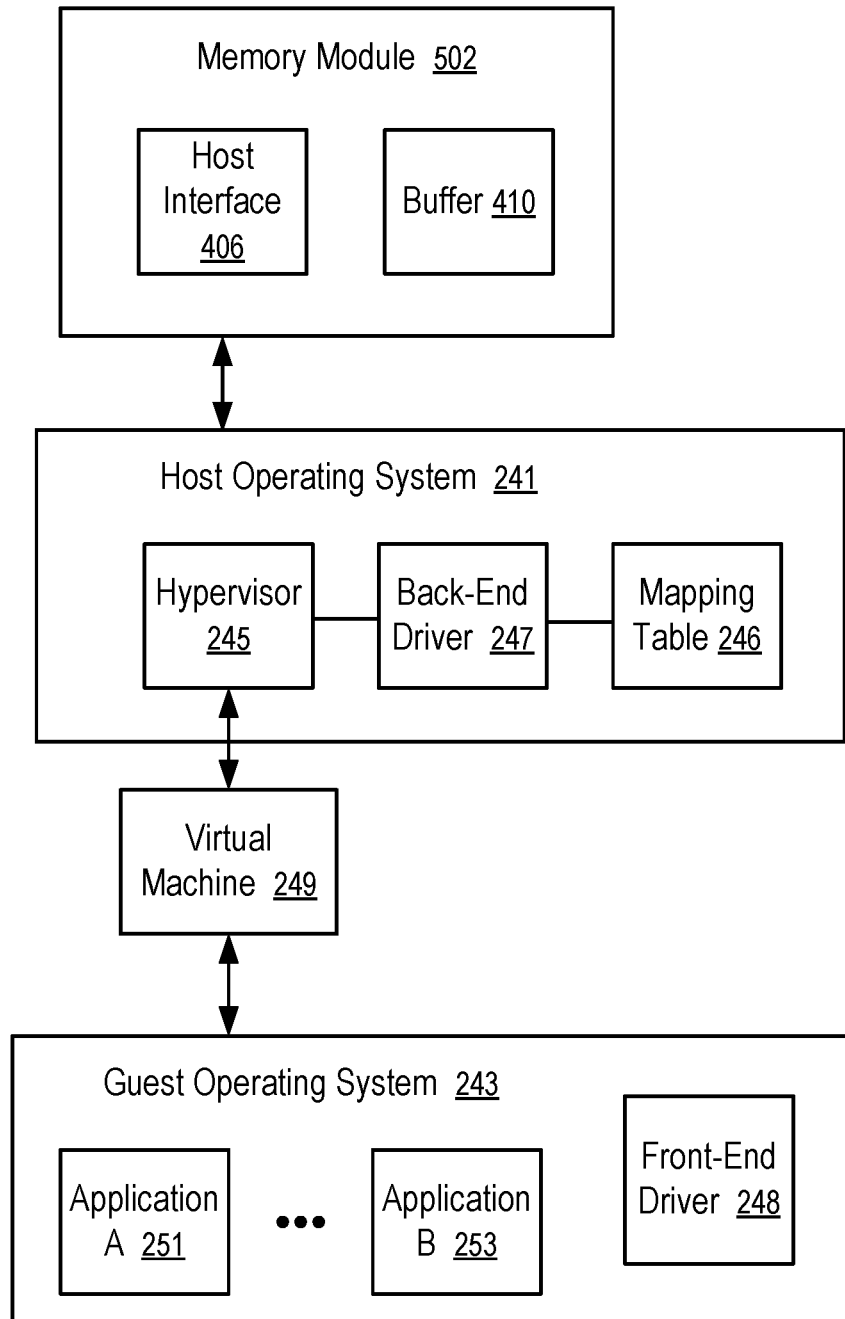 Memory Module 502
Host
Interface
406
Buffer 410
Host Operating System 241
Hypervisor
245
Back-End
Driver 247
Mapping
Table 246
Virtual
Machine 249
Guest Operating System 243
Application
A 251
•••
Application
B 253
Front-End
Driver 248